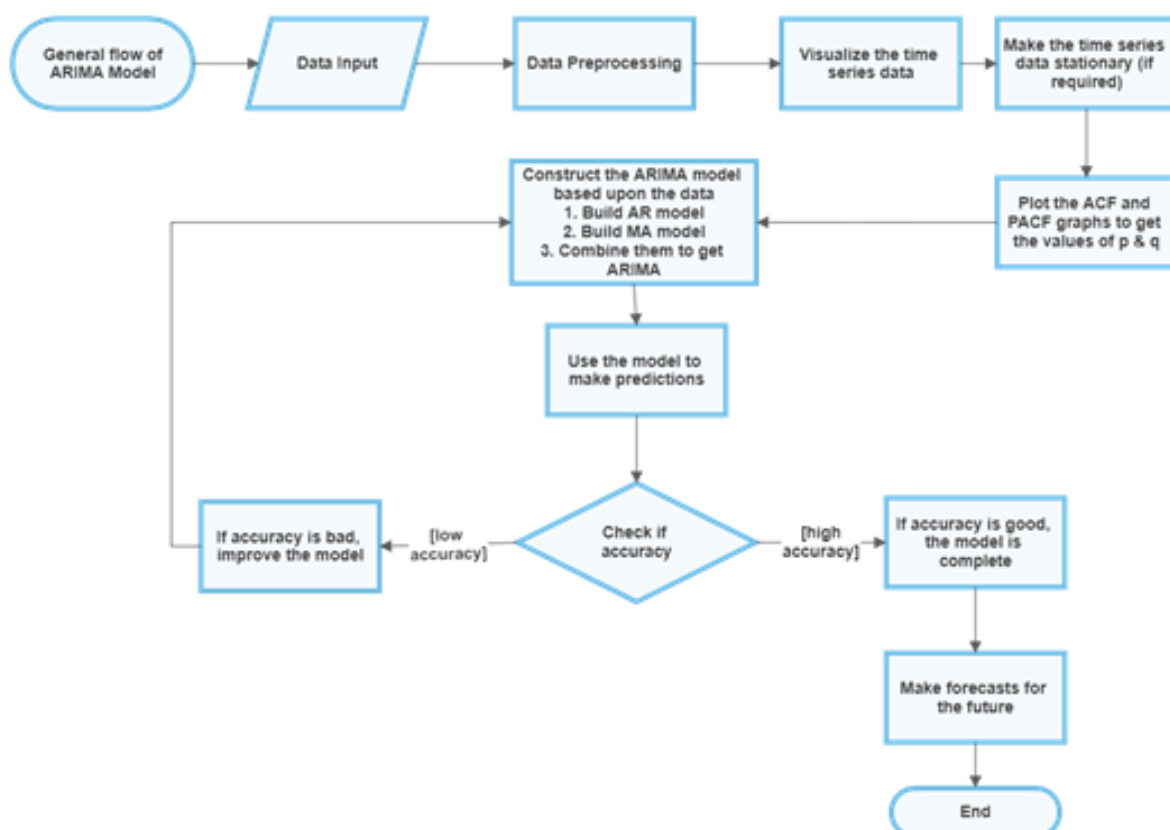 General flow of
ARIMA Model
Data Input
Data Preprocessing
Visualize the time
series data
Make the time series
data stationary (if
required)
Plot the ACF and
PACF graphs to get
the values of p & q
Construct the ARIMA model
based upon the data
1. Build AR model
2. Build MA model
3. Combine them to get
ARIMA
Use the model to
make predictions
Check if
accuracy
[low
accuracy]
If accuracy is bad,
improve the model
[high
accuracy]
If accuracy is good,
the model is
complete
Make forecasts for
the future
End